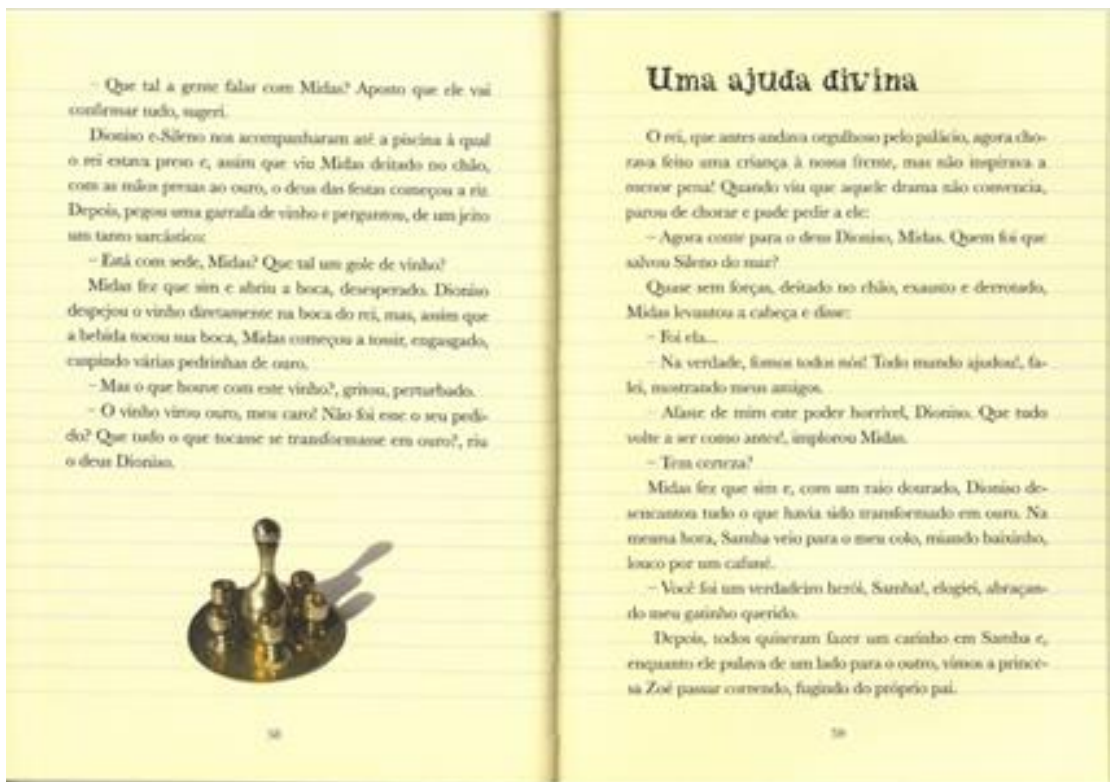 – Que tal a gente falar com Midas? Aposto que ele vai
confirmar tudo, sugeri.
Dioniso e Sileno nos acompanharam até a piscina à qual
o rei estava preso e, assim que viu Midas deitado no chão,
com as mãos presas ao ouro, o deus das festas começou a rir.
Depois, pegou uma garrafa de vinho e perguntou, de um jeito
um tanto sarcástico:
– Está com sede, Midas? Que tal um gole de vinho?
Midas fez que sim e abriu a boca, desesperado. Dioniso
despejou o vinho diretamente na boca do rei, mas, assim que
a bebida tocou sua boca, Midas começou a tossir, engasgado,
cuspindo várias pedrinhas de ouro.
– Mas o que houve com este vinho?, gritou, perturbado.
– O vinho virou ouro, meu caro! Não foi esse o seu pedi-
do? Que tudo o que tocasse se transformasse em ouro?, riu
o deus Dioniso.
58
Uma ajuda divina
O rei, que antes andava orgulhoso pelo palácio, agora cho-
rava feito uma criança à nossa frente, mas não inspirava a
menor pena! Quando viu que aquele drama não convencia,
parou de chorar e pude pedir a ele:
– Agora conte para o deus Dioniso, Midas. Quem foi que
salvou Sileno do mar?
Quase sem forças, deitado no chão, exausto e derrotado,
Midas levantou a cabeça e disse:
– Foi ela...
– Na verdade, fomos todos nós! Todo mundo ajudou!, fa-
lei, mostrando meus amigos.
– Afaste de mim este poder horrível, Dioniso. Que tudo
volte a ser como antes!, implorou Midas.
– Tem certeza?
Midas fez que sim e, com um raio dourado, Dioniso de-
sencantou tudo o que havia sido transformado em ouro. Na
mesma hora, Samba veio para o meu colo, miando baixinho,
louco por um cafuné.
– Você foi um verdadeiro herói, Samba!, elogiei, abraçan-
do meu gatinho querido.
Depois, todos quiseram fazer um carinho em Samba e,
enquanto ele pulava de um lado para o outro, vimos a prince-
sa Zoé passar correndo, fugindo do próprio pai.
59